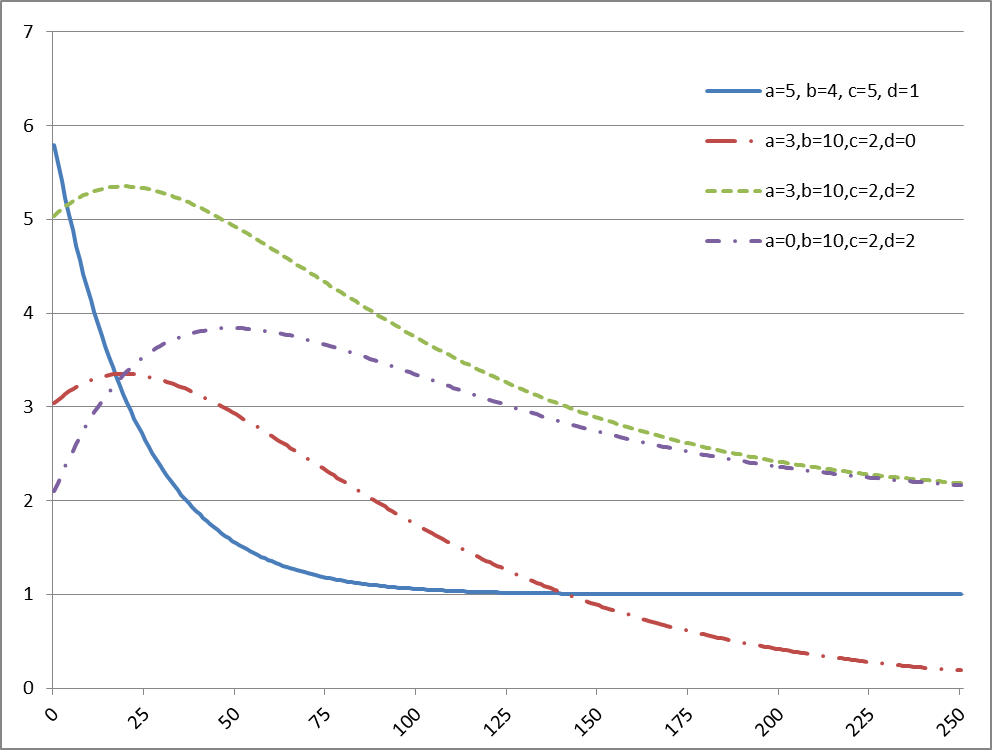 7
6
5
4
3
2
1
0
a=5, b=4, c=5, d=1
a=3,b=10,c=2,d=0
a=3,b=10,c=2,d=2
a=0,b=10,c=2,d=2
0 25 50 75 100 125 150 175 200 225 250